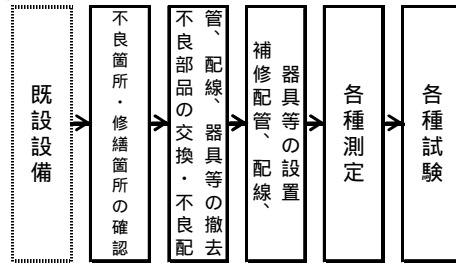 既設設備
不良箇所・修繕箇所の確認
不良部品の交換・不良配
管、配線、器具等の撤去
補修配管、配線、
器具等の設置
各種測定
各種試験